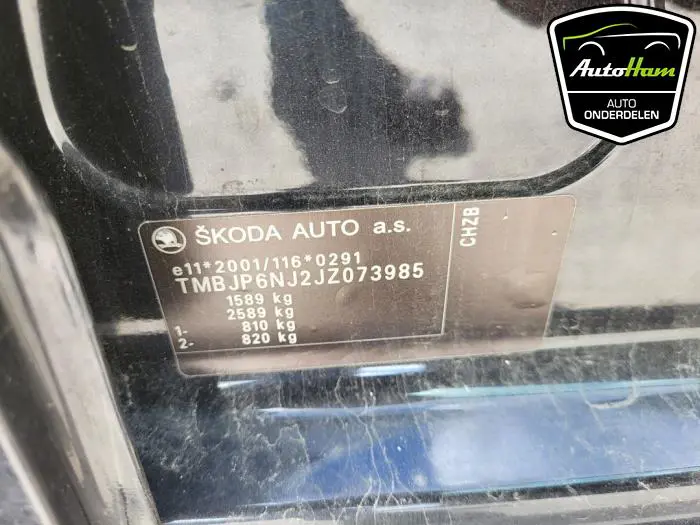 AutoHam
AUTO
ONDERDELEN
ŠKODA AUTO a.s.
CHZB
e11*2001/116*0291
TMBJP6NJ2JZ073985
1589 kg
2589 kg
1- 810 kg
2- 820 kg